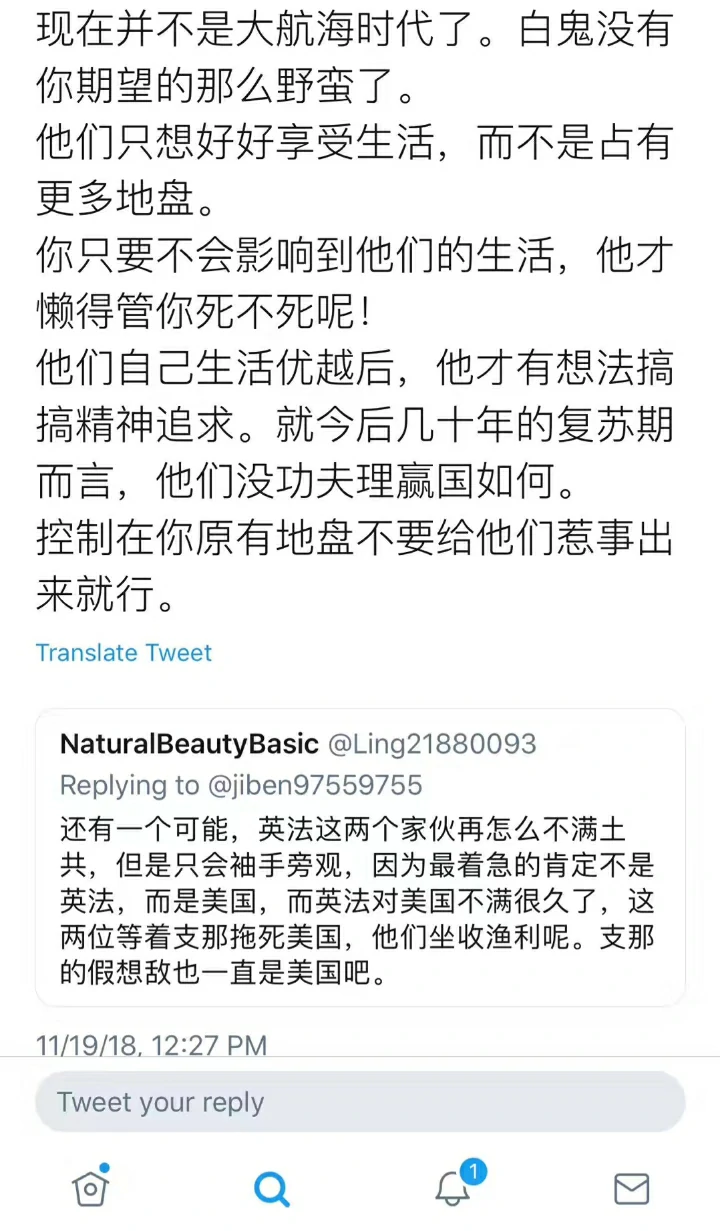 现在并不是大航海时代了。白鬼没有
你期望的那么野蛮了。
他们只想好好享受生活，而不是占有
更多地盘。
你只要不会影响到他们的生活，他才
懒得管你死不死呢！
他们自己生活优越后，他才有想法搞
搞精神追求。就今后几十年的复苏期
而言，他们没功夫理赢国如何。
控制在你原有地盘不要给他们惹事出
来就行。
Translate Tweet
NaturalBeautyBasic @Ling21880093
Replying to @jiben97559755
还有一个可能，英法这两个家伙再怎么不满土
共，但是只会袖手旁观，因为最着急的肯定不是
英法，而是美国，而英法对美国不满很久了，这
两位等着支那拖死美国，他们坐收渔利呢。支那
的假想敌也一直是美国吧。
11/19/18, 12:27 PM
Tweet your reply
1